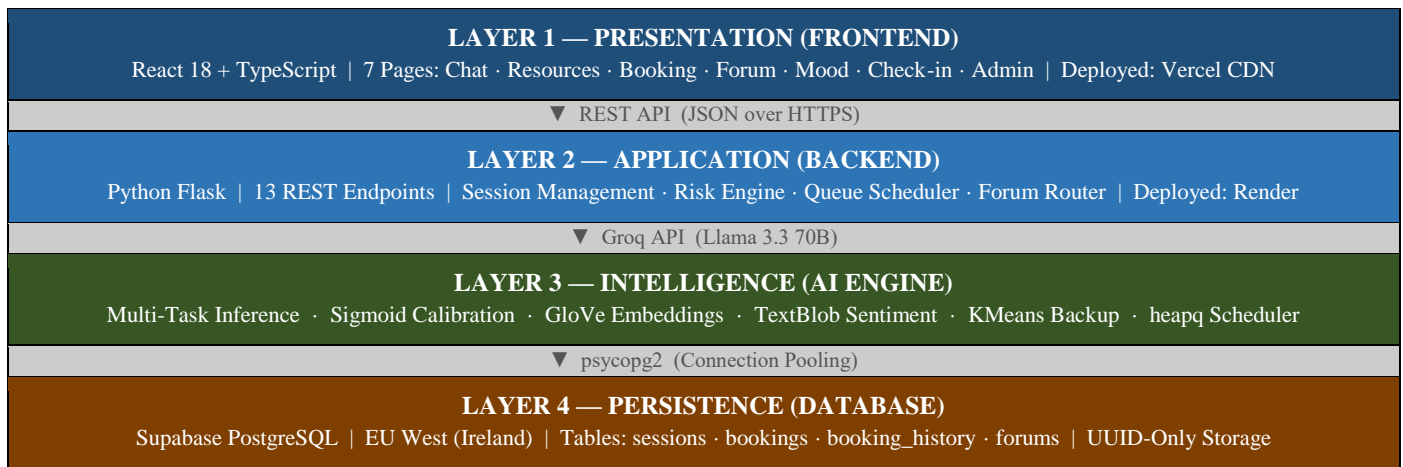 LAYER 1 — PRESENTATION (FRONTEND)
React 18 + TypeScript | 7 Pages: Chat · Resources · Booking · Forum · Mood · Check-in · Admin | Deployed: Vercel CDN
▼ REST API (JSON over HTTPS)
LAYER 2 — APPLICATION (BACKEND)
Python Flask | 13 REST Endpoints | Session Management · Risk Engine · Queue Scheduler · Forum Router | Deployed: Render
▼ Groq API (Llama 3.3 70B)
LAYER 3 — INTELLIGENCE (AI ENGINE)
Multi-Task Inference · Sigmoid Calibration · GloVe Embeddings · TextBlob Sentiment · KMeans Backup · heapq Scheduler
▼ psycopg2 (Connection Pooling)
LAYER 4 — PERSISTENCE (DATABASE)
Supabase PostgreSQL | EU West (Ireland) | Tables: sessions · bookings · booking_history · forums | UUID-Only Storage